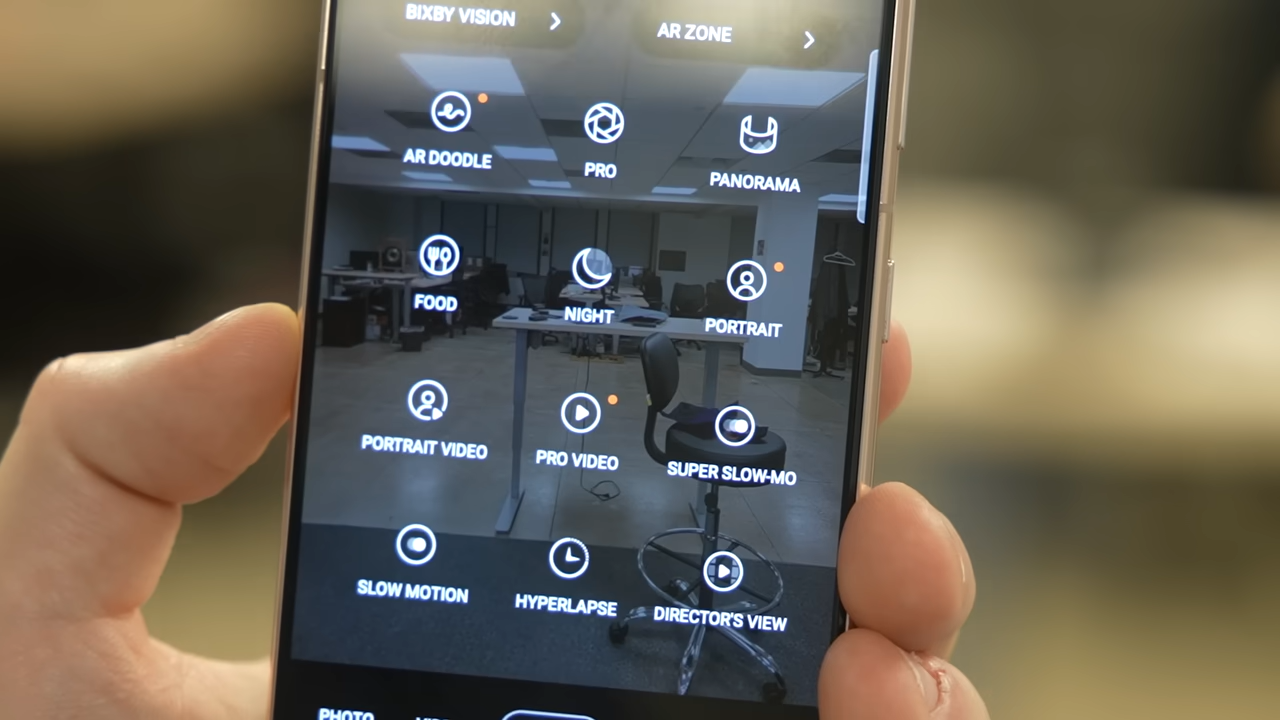 BIXBY VISION
AR ZONE
AR DOODLE
PRO
PANORAMA
FOOD
NIGHT
PORTRAIT
PORTRAIT VIDEO
PRO VIDEO
SUPER SLOW-MO
SLOW MOTION
HYPERLAPSE
DIRECTOR'S VIEW
PHOTO